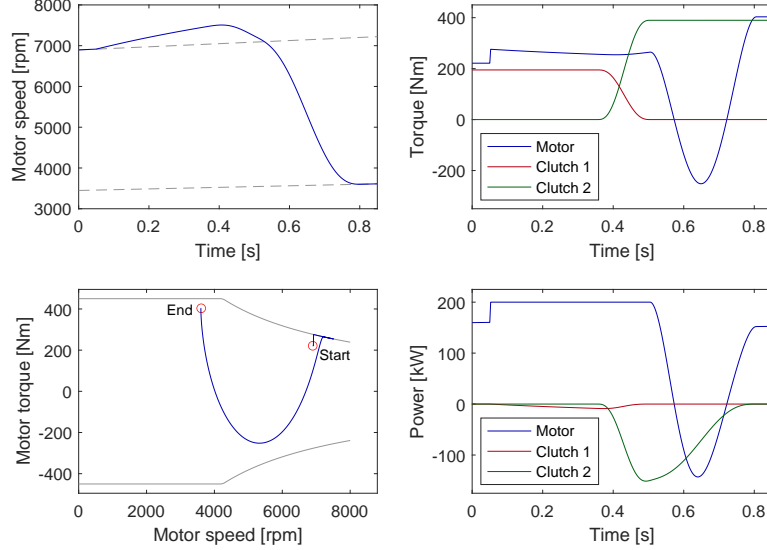 8000
7000
6000
5000
4000
3000
0
0.2
0.4
0.6
0.8
Motor speed [rpm]
Time [s]
400
200
0
-200
0
0.2
0.4
0.6
0.8
Torque [Nm]
Time [s]
Motor
Clutch 1
Clutch 2
400
200
0
-200
-400
0
2000
4000
6000
8000
Motor torque [Nm]
Motor speed [rpm]
End
Start
200
100
0
-100
0
0.2
0.4
0.6
0.8
Power [kW]
Time [s]
Motor
Clutch 1
Clutch 2